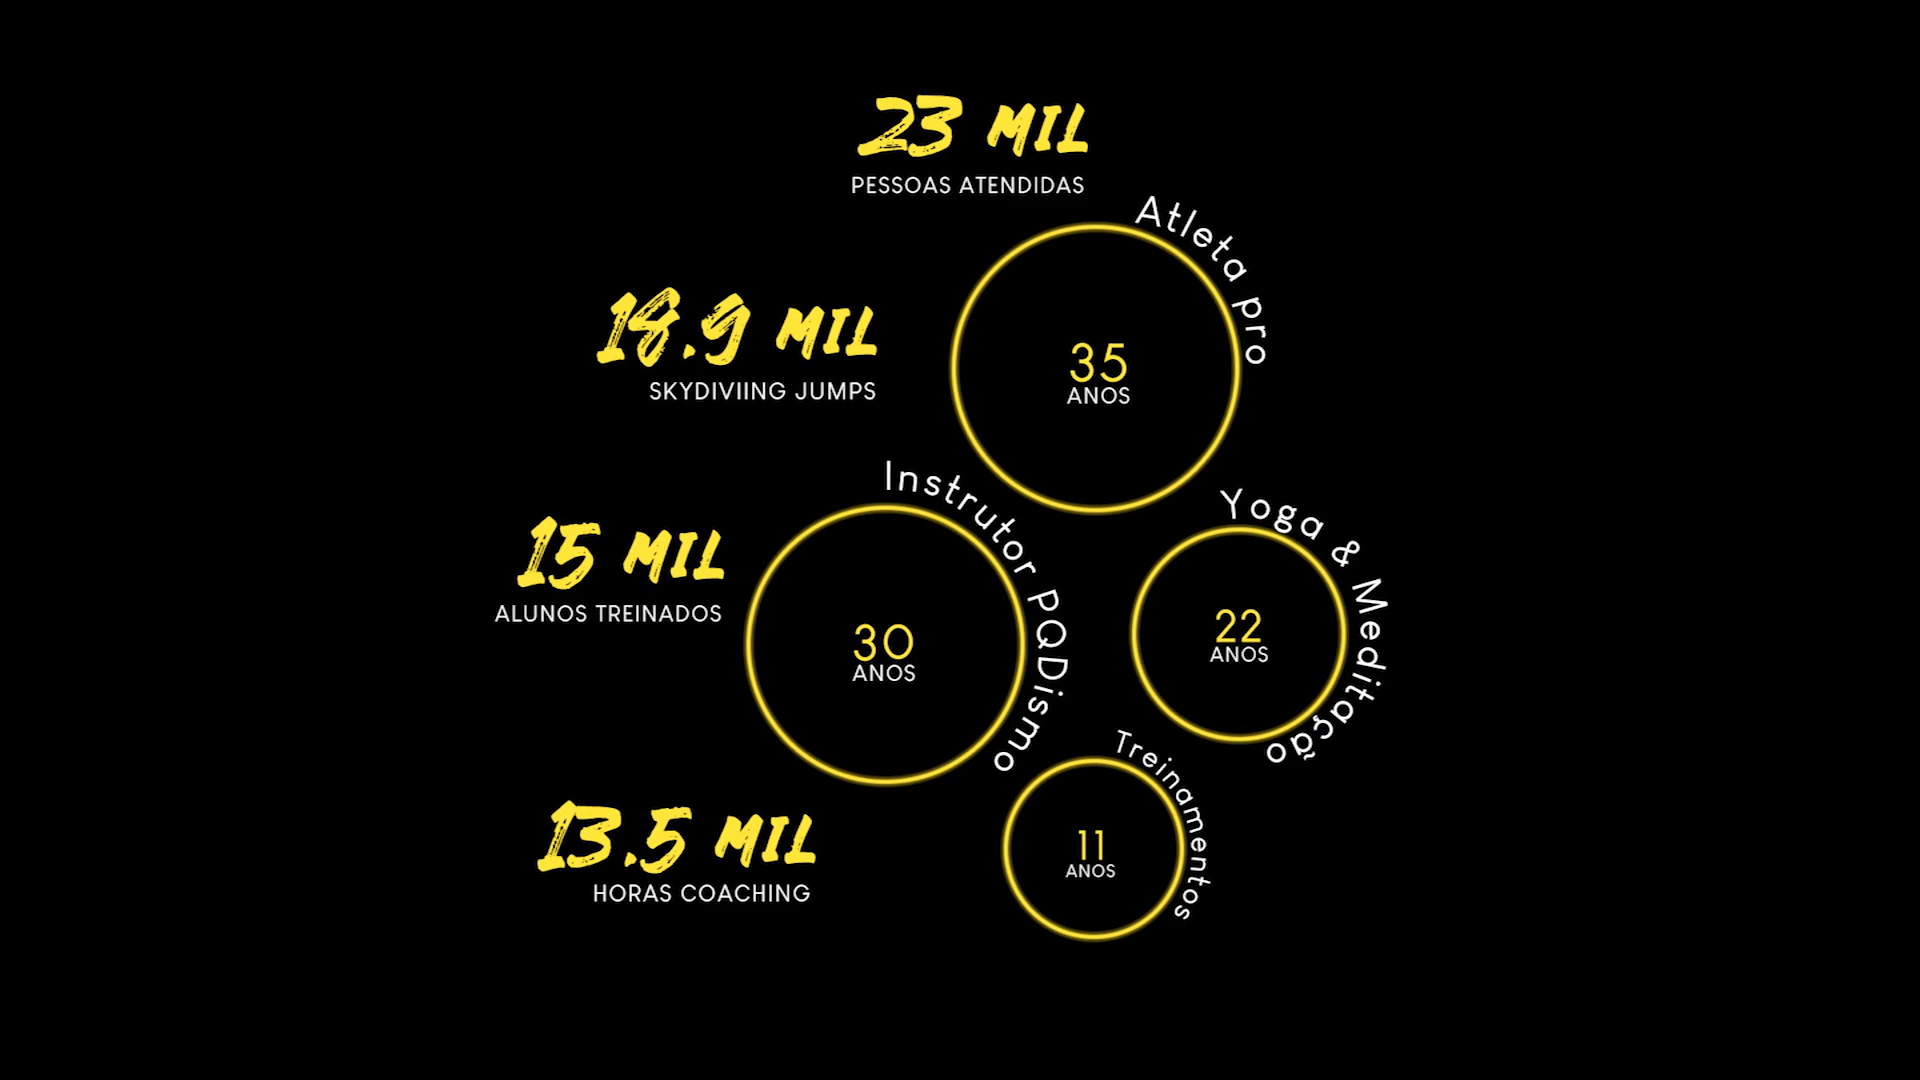 23 MIL
PESSOAS ATENDIDAS
Atleta pro
35
ANOS
18.9 MIL
SKYDIVIING JUMPS
Instrutor PQDismo
30
ANOS
Yoga & Meditação
22
ANOS
15 MIL
ALUNOS TREINADOS
Treinamentos
11
ANOS
13.5 MIL
HORAS COACHING